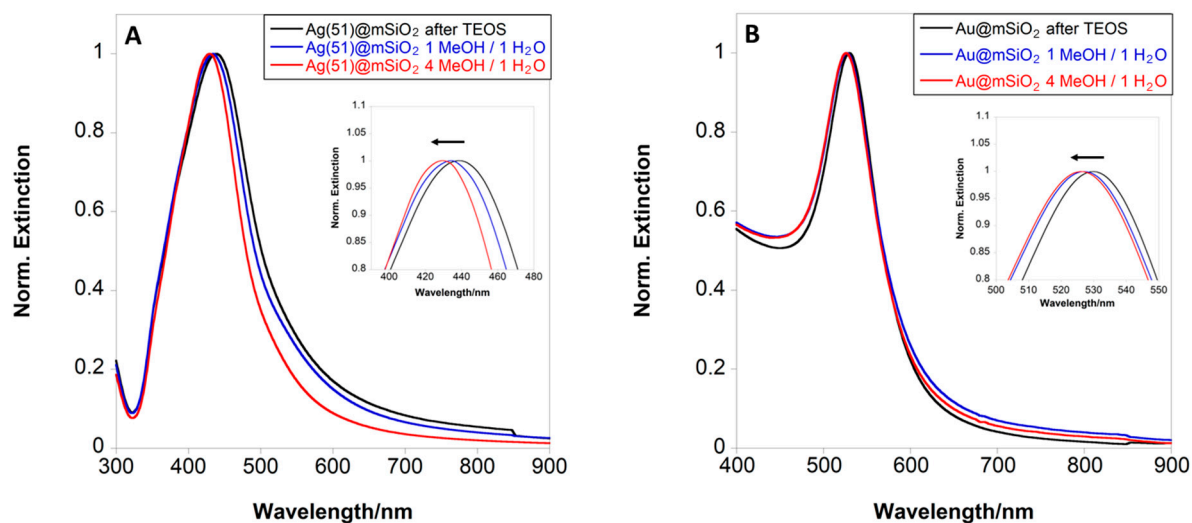 A
Ag(51)@mSiO₂ after TEOS
Ag(51)@mSiO₂ 1 MeOH / 1 H₂O
Ag(51)@mSiO₂ 4 MeOH / 1 H₂O
Norm. Extinction
1
0.8
0.6
0.4
0.2
0
300 400 500 600 700 800 900
Wavelength/nm
Norm. Extinction
1.1
1.05
1
0.95
0.9
0.85
0.8
400 420 440 460 480
Wavelength/nm
B
Au@mSiO₂ after TEOS
Au@mSiO₂ 1 MeOH / 1 H₂O
Au@mSiO₂ 4 MeOH / 1 H₂O
Norm. Extinction
1
0.8
0.6
0.4
0.2
0
400 500 600 700 800 900
Wavelength/nm
Norm. Extinction
1.1
1.05
1
0.95
0.9
0.85
0.8
500 510 520 530 540 550
Wavelength/nm